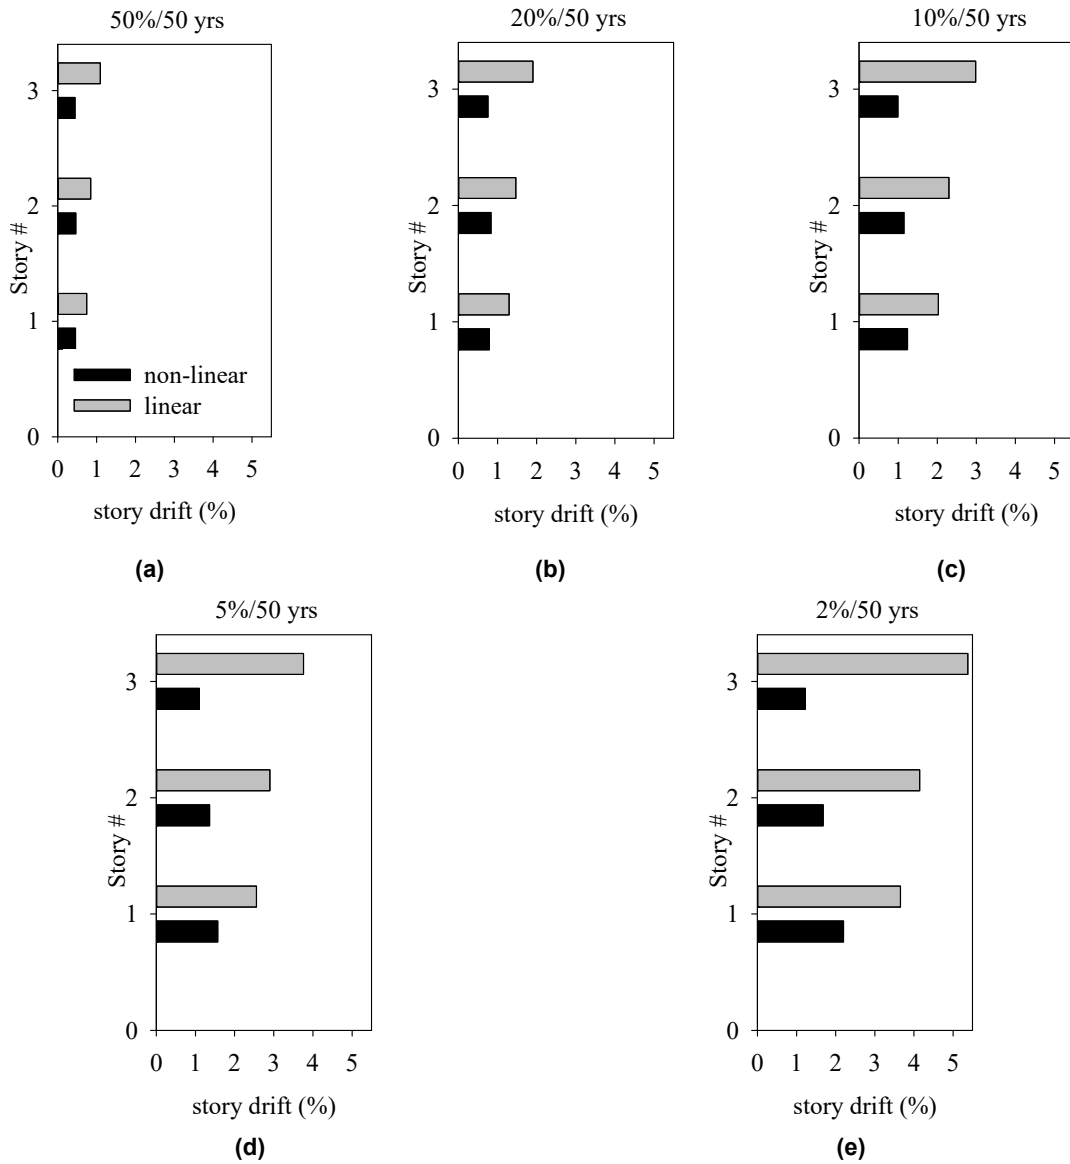 50%/50 yrs
3
2
1
0
Story #
non-linear
linear
0 1 2 3 4 5
story drift (%)
(a)
20%/50 yrs
3
2
1
0
Story #
0 1 2 3 4 5
story drift (%)
(b)
10%/50 yrs
3
2
1
0
Story #
0 1 2 3 4 5
story drift (%)
(c)
5%/50 yrs
3
2
1
0
Story #
0 1 2 3 4 5
story drift (%)
(d)
2%/50 yrs
3
2
1
0
Story #
0 1 2 3 4 5
story drift (%)
(e)